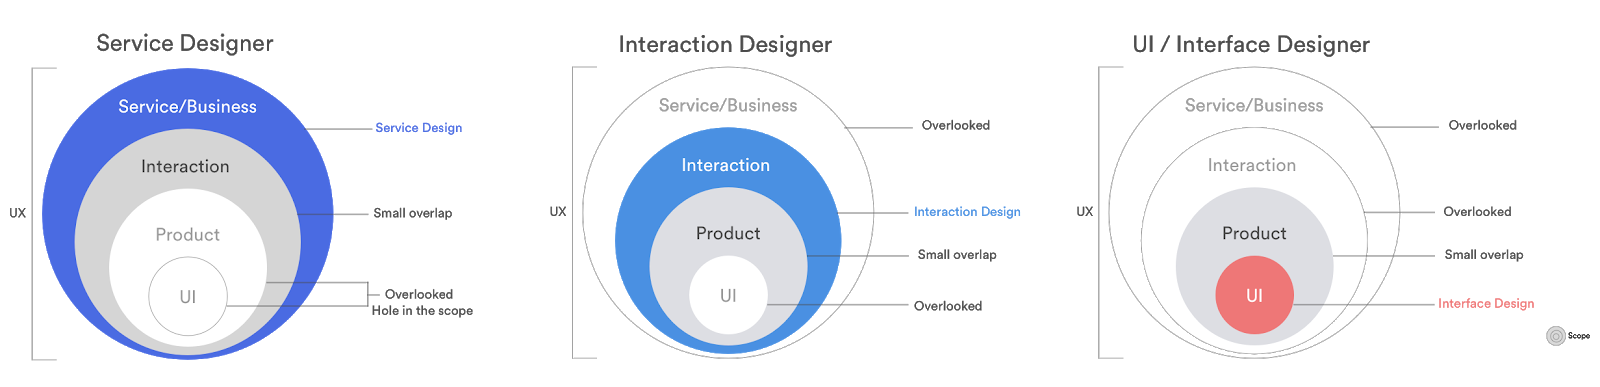 Service Designer
UX
Service/Business
Service Design
Interaction
Small overlap
Product
UI
Overlooked
Hole in the scope
Interaction Designer
UX
Service/Business
Overlooked
Interaction
Interaction Design
Product
Small overlap
UI
Overlooked
UI / Interface Designer
UX
Service/Business
Overlooked
Interaction
Overlooked
Product
Small overlap
UI
Interface Design
Scope